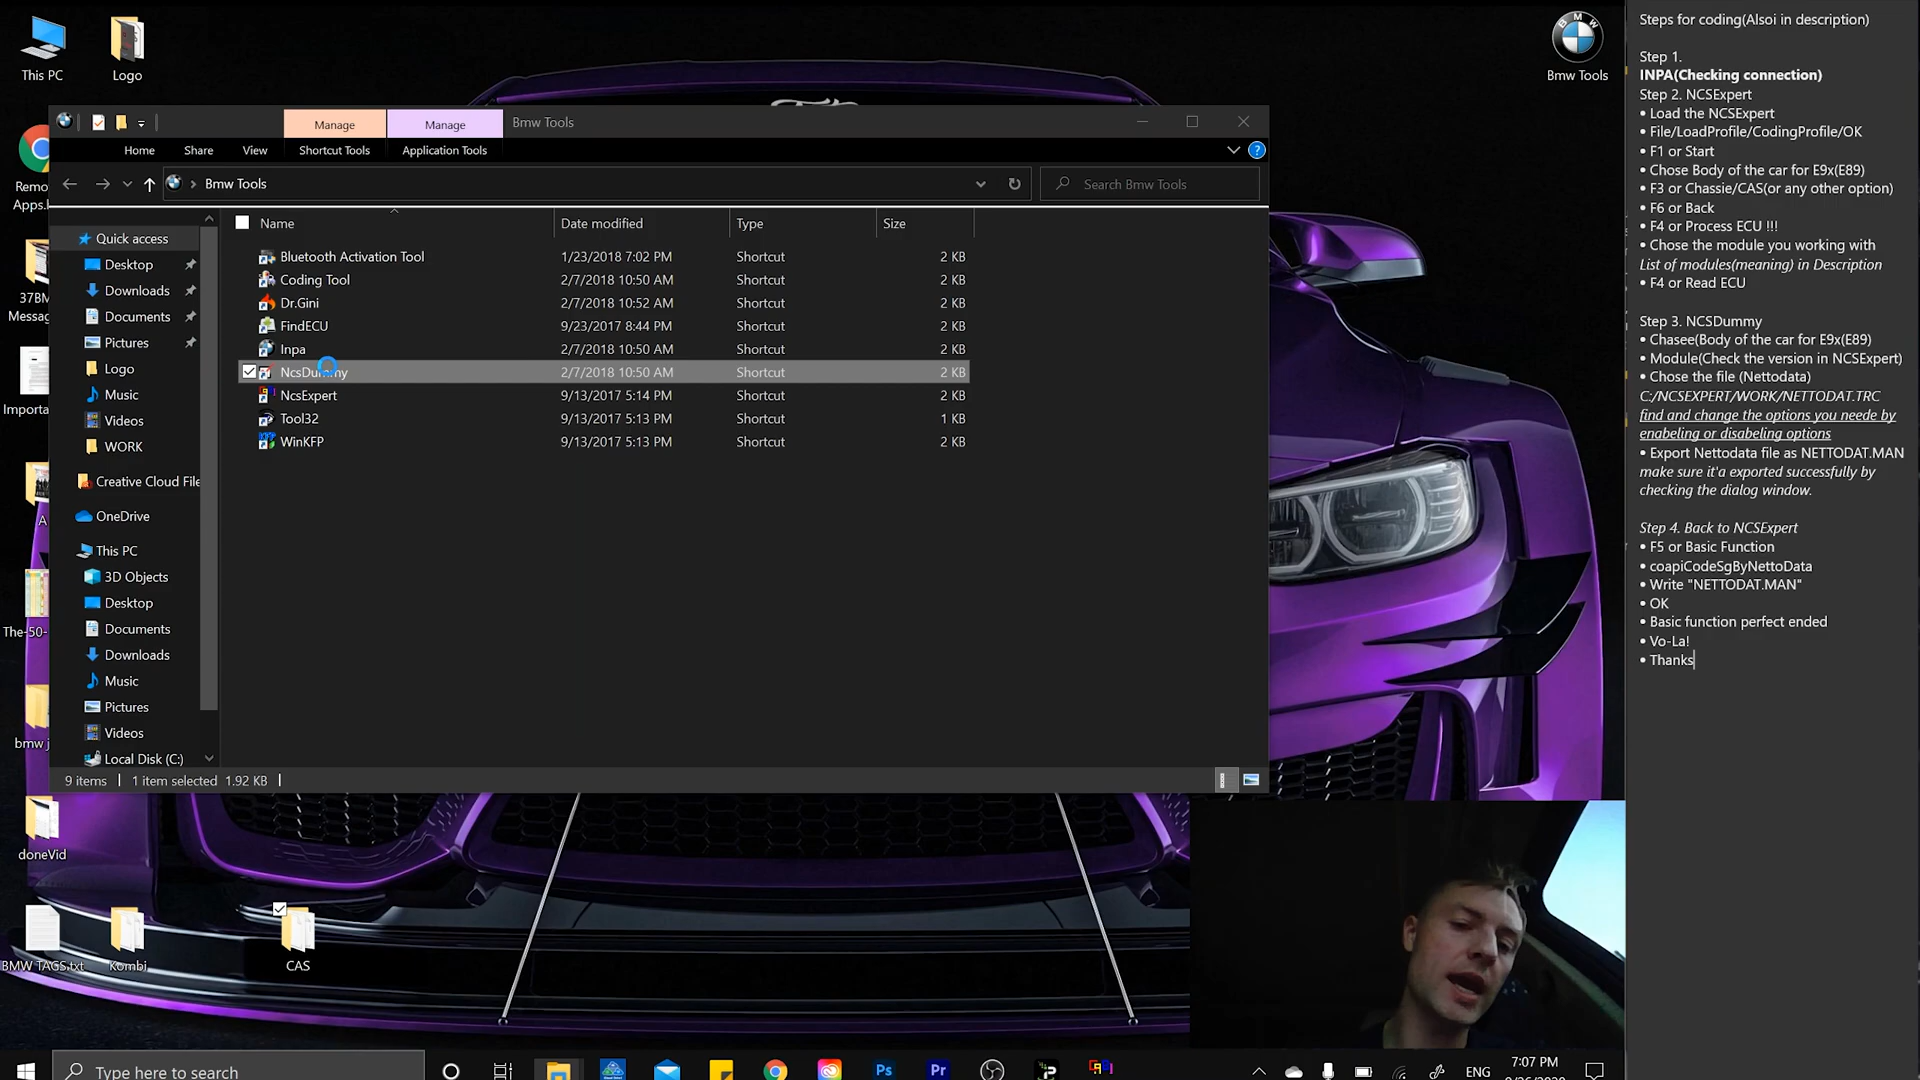 This PC
Logo
Bmw Tools
Manage
Manage
Bmw Tools
Home
Share
View
Shortcut Tools
Application Tools
Bmw Tools
Search Bmw Tools
Name
Date modified
Type
Size
Quick access
Desktop
Downloads
Documents
Pictures
Logo
Music
Videos
WORK
Creative Cloud File
OneDrive
This PC
3D Objects
Desktop
Documents
Downloads
Music
Pictures
Videos
Local Disk (C:)
Bluetooth Activation Tool 1/23/2018 7:02 PM Shortcut 2 KB
Coding Tool 2/7/2018 10:50 AM Shortcut 2 KB
Dr.Gini 2/7/2018 10:52 AM Shortcut 2 KB
FindECU 9/23/2017 8:44 PM Shortcut 2 KB
Inpa 2/7/2018 10:50 AM Shortcut 2 KB
NcsDummy 2/7/2018 10:50 AM Shortcut 2 KB
NcsExpert 9/13/2017 5:14 PM Shortcut 2 KB
Tool32 9/13/2017 5:13 PM Shortcut 1 KB
WinKFP 9/13/2017 5:13 PM Shortcut 2 KB
9 items
1 item selected 1.92 KB
Remo
Apps.
37BM
Messag
Importa
A
The-50-
bmw j
doneVid
BMW TAGS.txt
Kombi
CAS
Steps for coding(Alsoi in description)
Step 1.
INPA(Checking connection)
Step 2. NCSExpert
• Load the NCSExpert
• File/LoadProfile/CodingProfile/OK
• F1 or Start
• Chose Body of the car for E9x(E89)
• F3 or Chassie/CAS(or any other option)
• F6 or Back
• F4 or Process ECU !!!
• Chose the module you working with
List of modules(meaning) in Description
• F4 or Read ECU
Step 3. NCSDummy
• Chasee(Body of the car for E9x(E89)
• Module(Check the version in NCSExpert)
• Chose the file (Nettodata)
C:/NCSEXPERT/WORK/NETTODAT.TRC
find and change the options you neede by
enabeling or disabeling options
• Export Nettodata file as NETTODAT.MAN
make sure it'a exported successfully by
checking the dialog window.
Step 4. Back to NCSExpert
• F5 or Basic Function
• coapiCodeSgByNettoData
• Write "NETTODAT.MAN"
• OK
• Basic function perfect ended
• Vo-La!
• Thanks
Type here to search
Ps
Pr
ENG
7:07 PM